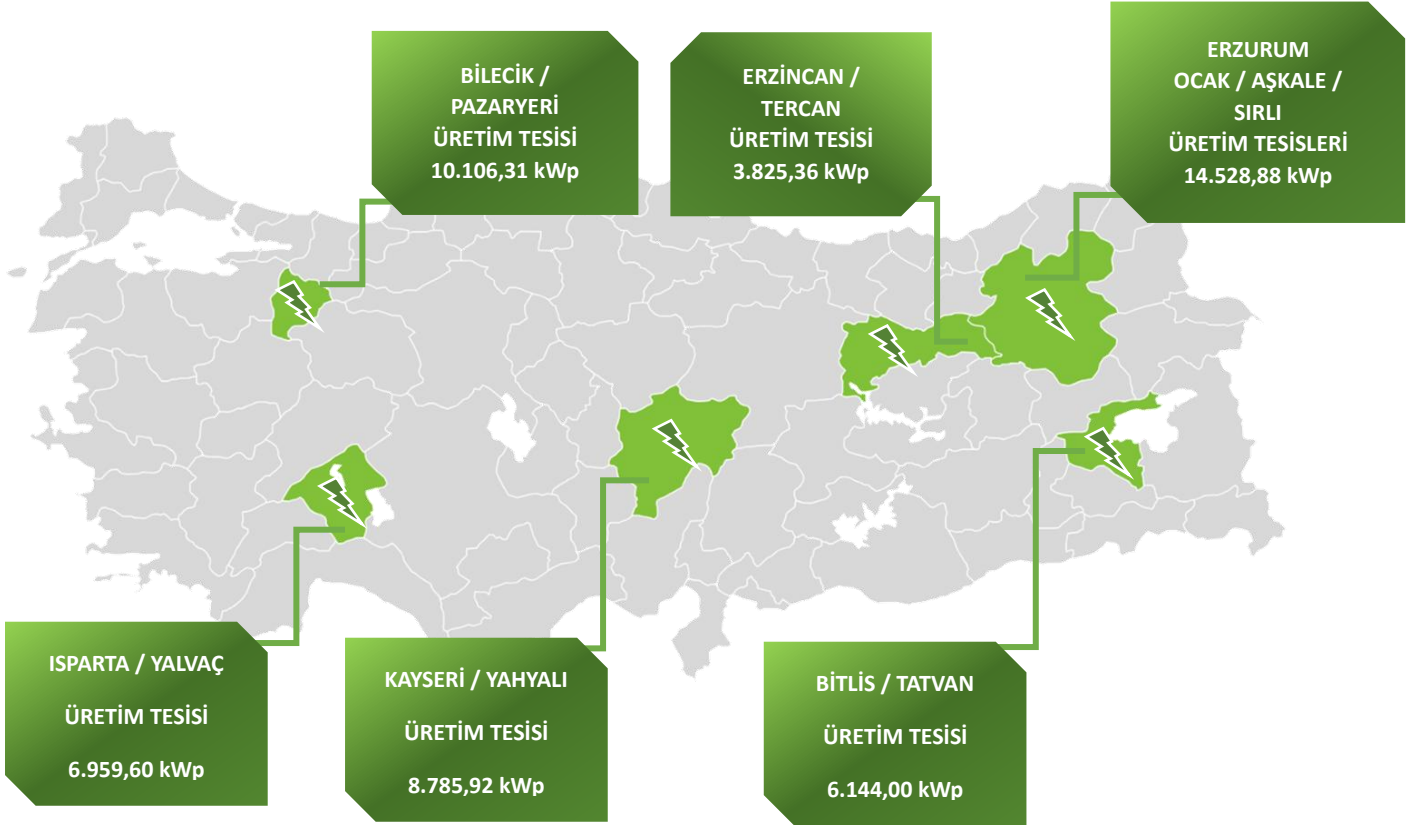 BİLECİK /
PAZARYERİ
ÜRETİM TESİSİ
10.106,31 kWp
ERZİNCAN /
TERCAN
ÜRETİM TESİSİ
3.825,36 kWp
ERZURUM
OCAK / AŞKALE /
SIRLI
ÜRETİM TESİSLERİ
14.528,88 kWp
ISPARTA / YALVAÇ
ÜRETİM TESİSİ
6.959,60 kWp
KAYSERİ / YAHYALI
ÜRETİM TESİSİ
8.785,92 kWp
BİTLİS / TATVAN
ÜRETİM TESİSİ
6.144,00 kWp